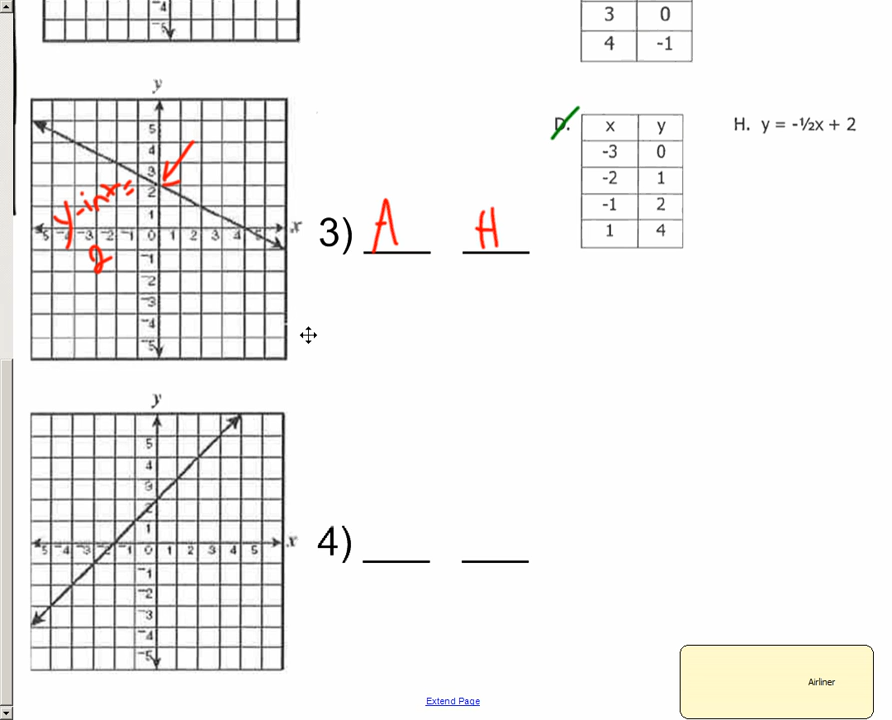 -4
-5
3 0
4 -1
y
5
4
3
2
1
-5 -4 -3 -2 -1 0 1 2 3 4 5 x
-1
-2
-3
-4
-5
y-int=
2
3) A H
D.
x y
-3 0
-2 1
-1 2
1 4
H. y = -½x + 2
y
5
4
3
2
1
-5 -4 -3 -2 -1 0 1 2 3 4 5 x
-1
-2
-3
-4
-5
4)
Airliner
Extend Page